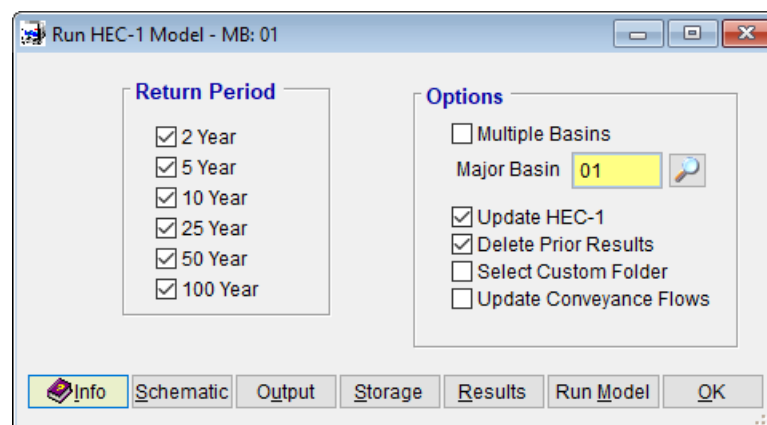 Run HEC-1 Model - MB: 01
Return Period
2 Year
5 Year
10 Year
25 Year
50 Year
100 Year
Options
Multiple Basins
Major Basin 01
Update HEC-1
Delete Prior Results
Select Custom Folder
Update Conveyance Flows
Info Schematic Output Storage Results Run Model OK